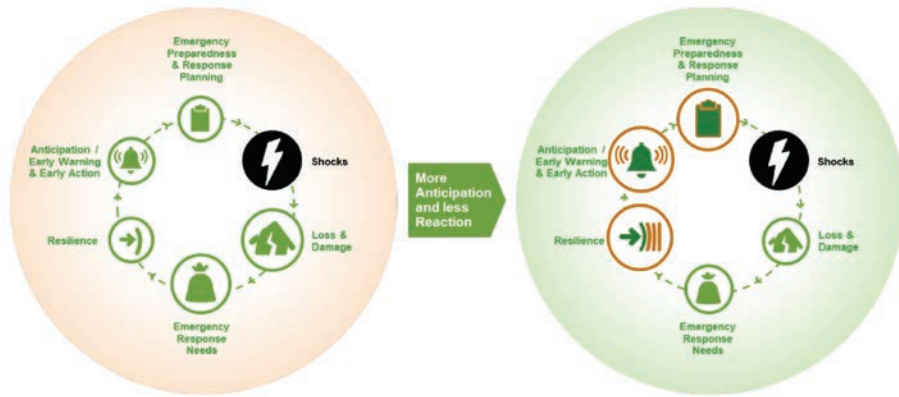 Emergency
Preparedness
& Response
Planning
Anticipation /
Early Warning
& Early Action
Shocks
Resilience
Loss &
Damage
Emergency
Response
Needs
More
Anticipation
and less
Reaction
Emergency
Preparedness
& Response
Planning
Anticipation /
Early Warning
& Early Action
Shocks
Resilience
Loss &
Damage
Emergency
Response
Needs